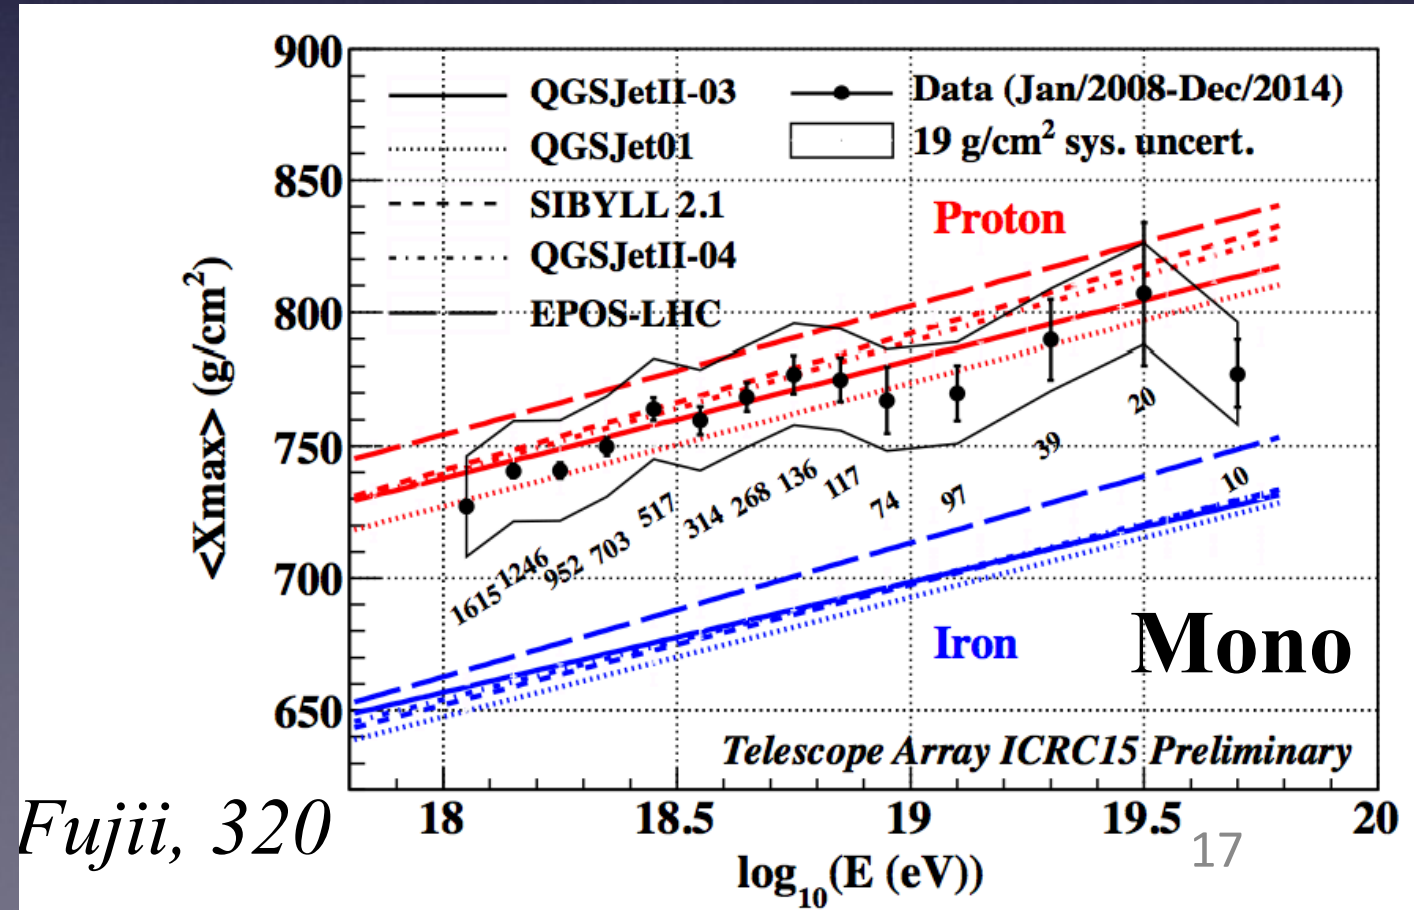 900
850
800
750
700
650
<Xmax> (g/cm²)
QGSJetII-03
QGSJet01
SIBYLL 2.1
QGSJetII-04
EPOS-LHC
Data (Jan/2008-Dec/2014)
19 g/cm² sys. uncert.
Proton
1615
1246
952
703
517
314
268
136
117
74
97
39
20
10
Iron
Mono
Telescope Array ICRC15 Preliminary
18 18.5 19 19.5 20
log₁₀(E (eV))
Fujii, 320
17